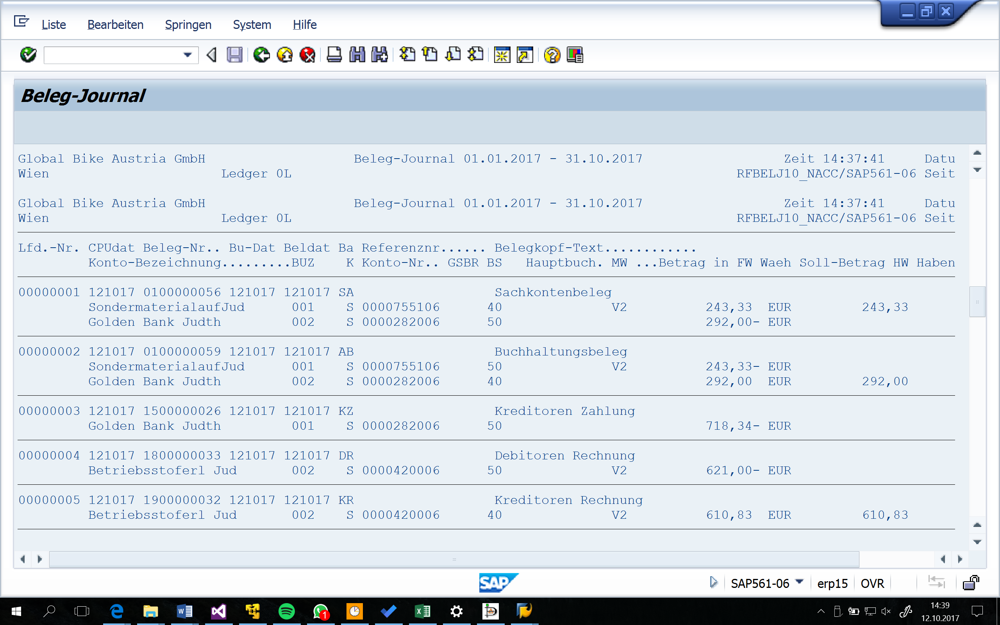 Liste Bearbeiten Springen System Hilfe
Beleg-Journal
Global Bike Austria GmbH Beleg-Journal 01.01.2017 - 31.10.2017 Zeit 14:37:41 Datu
Wien Ledger 0L RFBELJ10_NACC/SAP561-06 Seit
Global Bike Austria GmbH Beleg-Journal 01.01.2017 - 31.10.2017 Zeit 14:37:41 Datu
Wien Ledger 0L RFBELJ10_NACC/SAP561-06 Seit
Lfd.-Nr. CPUdat Beleg-Nr.. Bu-Dat Beldat Ba Referenznr...... Belegkopf-Text............
Konto-Bezeichnung.........BUZ K Konto-Nr.. GSBR BS Hauptbuch. MW ...Betrag in FW Waeh Soll-Betrag HW Haben
00000001 121017 0100000056 121017 121017 SA Sachkontenbeleg
SondermaterialaufJud 001 S 0000755106 40 V2 243,33 EUR 243,33
Golden Bank Judth 002 S 0000282006 50 292,00- EUR
00000002 121017 0100000059 121017 121017 AB Buchhaltungsbeleg
SondermaterialaufJud 001 S 0000755106 50 V2 243,33- EUR
Golden Bank Judth 002 S 0000282006 40 292,00 EUR 292,00
00000003 121017 1500000026 121017 121017 KZ Kreditoren Zahlung
Golden Bank Judth 001 S 0000282006 50 718,34- EUR
00000004 121017 1800000033 121017 121017 DR Debitoren Rechnung
Betriebsstoferl Jud 002 S 0000420006 50 V2 621,00- EUR
00000005 121017 1900000032 121017 121017 KR Kreditoren Rechnung
Betriebsstoferl Jud 002 S 0000420006 40 V2 610,83 EUR 610,83
SAP SAP561-06 erp15 OVR
1
14:39
12.10.2017